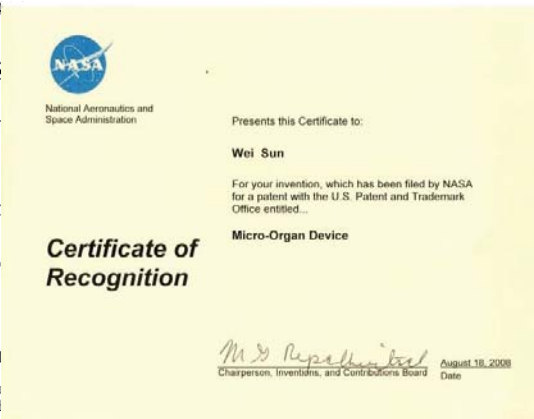 NASA
National Aeronautics and
Space Administration
Presents this Certificate to:
Wei Sun
For your invention, which has been filed by NASA
for a patent with the U.S. Patent and Trademark
Office entitled...
Micro-Organ Device
Certificate of
Recognition
Chairperson, Inventions, and Contributions Board
August 18, 2008
Date